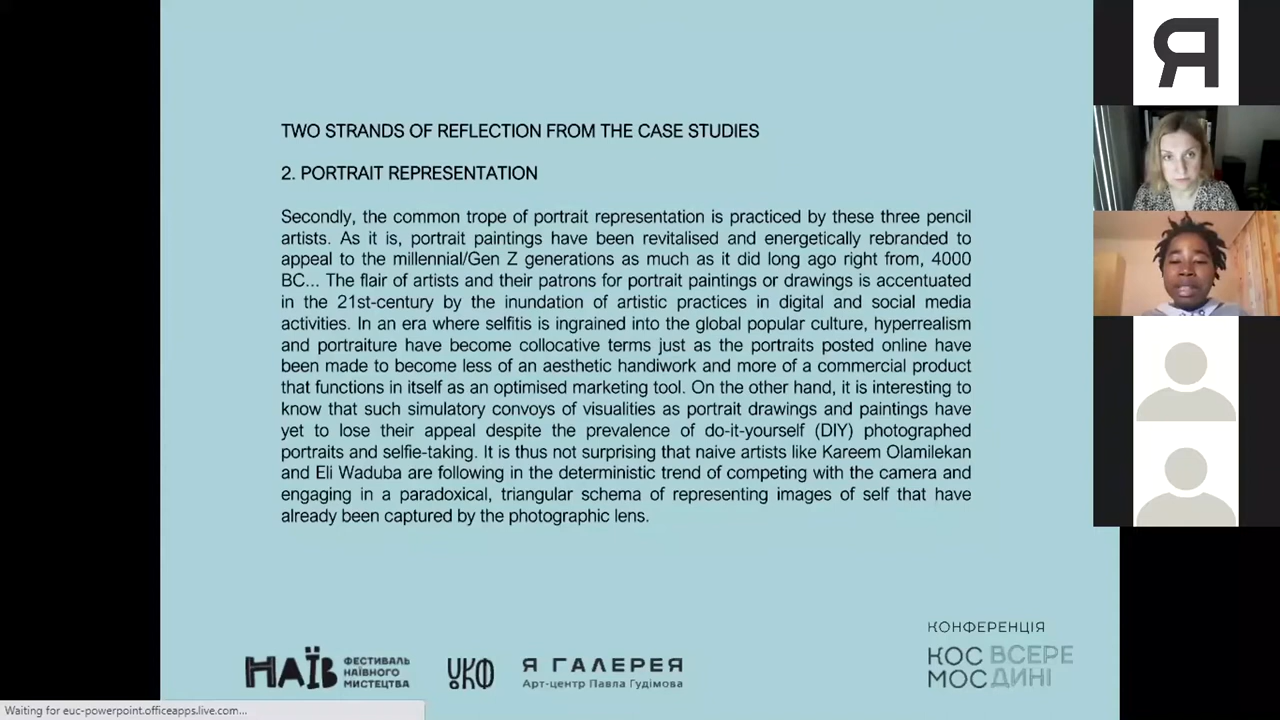 TWO STRANDS OF REFLECTION FROM THE CASE STUDIES
2. PORTRAIT REPRESENTATION
Secondly, the common trope of portrait representation is practiced by these three pencil
artists. As it is, portrait paintings have been revitalised and energetically rebranded to
appeal to the millennial/Gen Z generations as much as it did long ago right from, 4000
BC... The flair of artists and their patrons for portrait paintings or drawings is accentuated
in the 21st-century by the inundation of artistic practices in digital and social media
activities. In an era where selfitis is ingrained into the global popular culture, hyperrealism
and portraiture have become collocative terms just as the portraits posted online have
been made to become less of an aesthetic handiwork and more of a commercial product
that functions in itself as an optimised marketing tool. On the other hand, it is interesting to
know that such simulatory convoys of visualities as portrait drawings and paintings have
yet to lose their appeal despite the prevalence of do-it-yourself (DIY) photographed
portraits and selfie-taking. It is thus not surprising that naive artists like Kareem Olamilekan
and Eli Waduba are following in the deterministic trend of competing with the camera and
engaging in a paradoxical, triangular schema of representing images of self that have
already been captured by the photographic lens.
НАЇВ
ФЕСТИВАЛЬ
НАЇВНОГО
МИСТЕЦТВА
УКФ
Я ГАЛЕРЕЯ
Арт-центр Павла Гудімова
КОНФЕРЕНЦІЯ
КОС ВСЕРЕ
МОС ДИНІ
Waiting for euc-powerpoint.officeapps.live.com...
Я